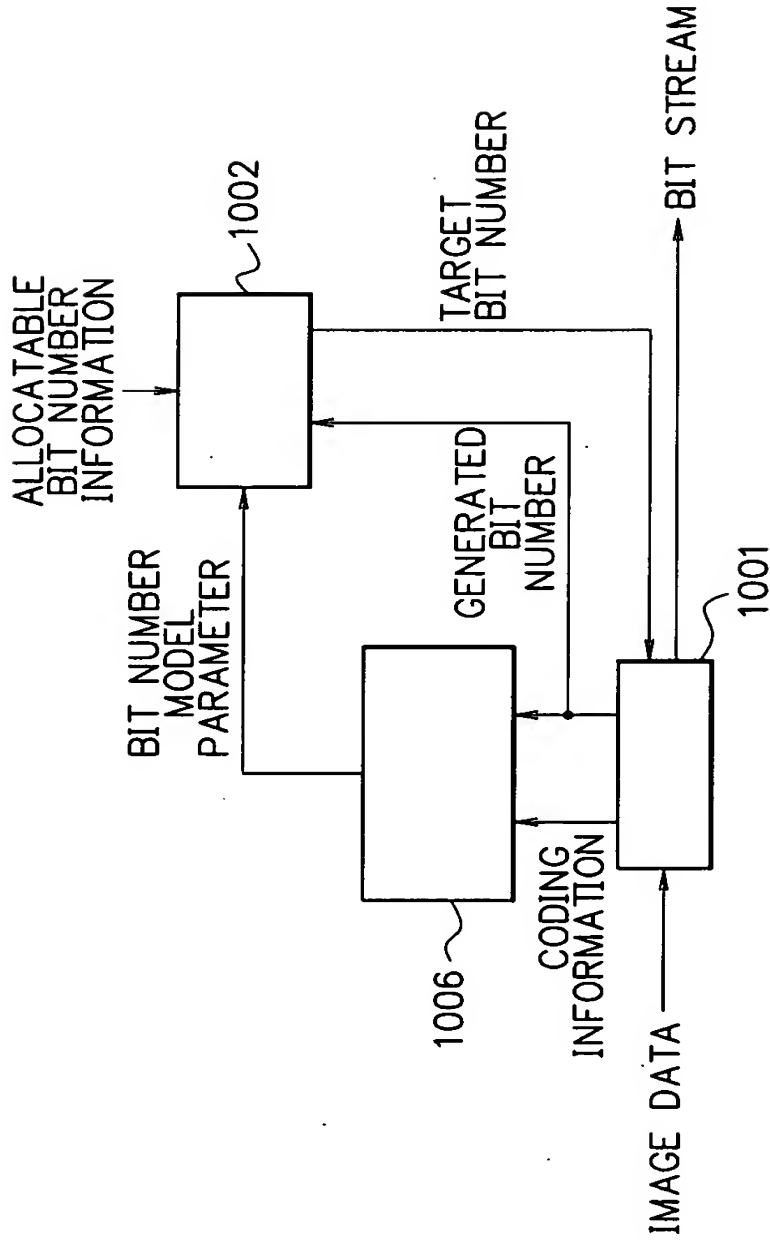 ALLOCATABLE
BIT NUMBER
INFORMATION
1002
BIT NUMBER
MODEL
PARAMETER
TARGET
BIT NUMBER
GENERATED
BIT
NUMBER
1006
CODING
INFORMATION
1001
IMAGE DATA
BIT STREAM